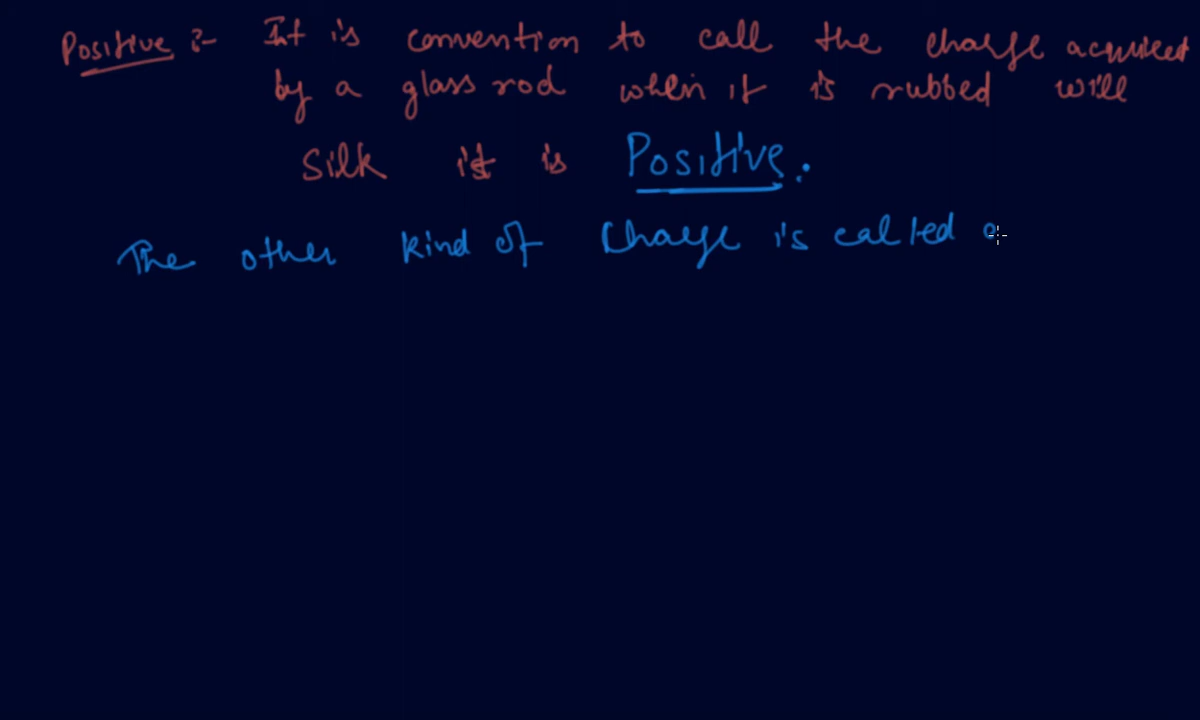 Positive :- It is convention to call the charge acquired
by a glass rod when it is rubbed will
Silk it is Positive.
The other kind of Charge is called a